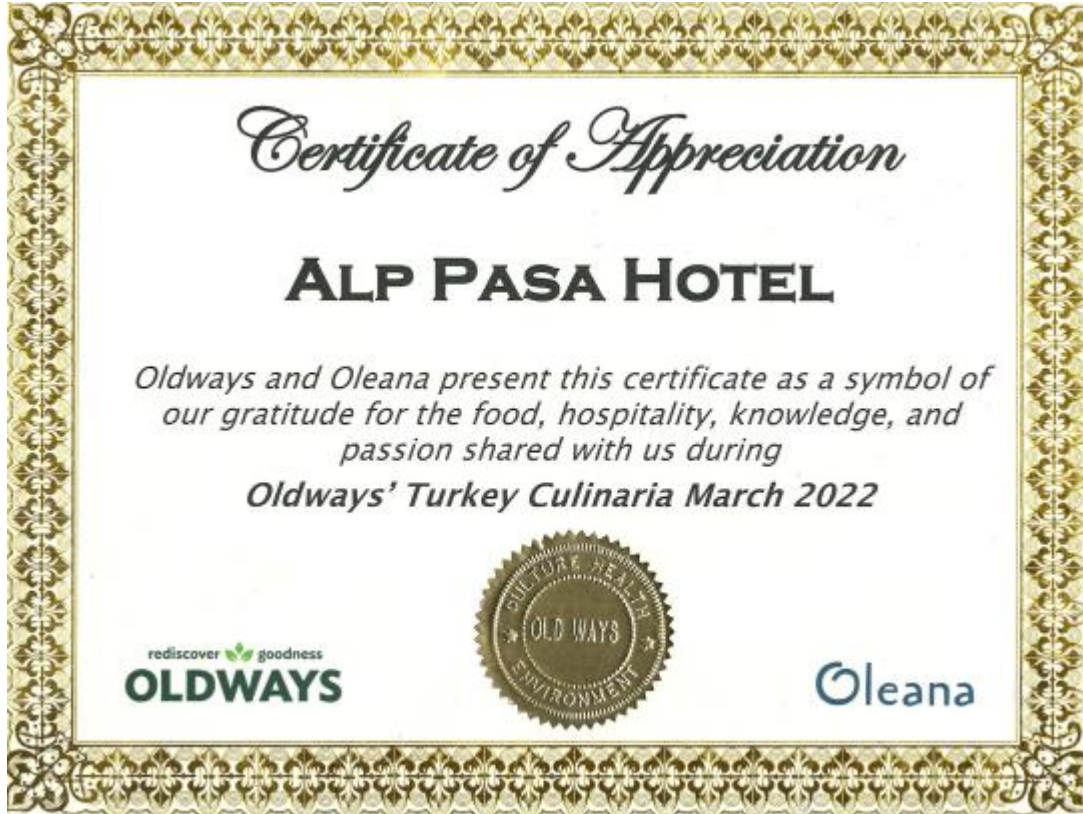 Certificate of Appreciation
ALP PASA HOTEL
Oldways and Oleana present this certificate as a symbol of
our gratitude for the food, hospitality, knowledge, and
passion shared with us during
Oldways' Turkey Culinaria March 2022
CULTURE HEALTH
OLD WAYS
ENVIRONMENT
rediscover goodness
OLDWAYS
Oleana